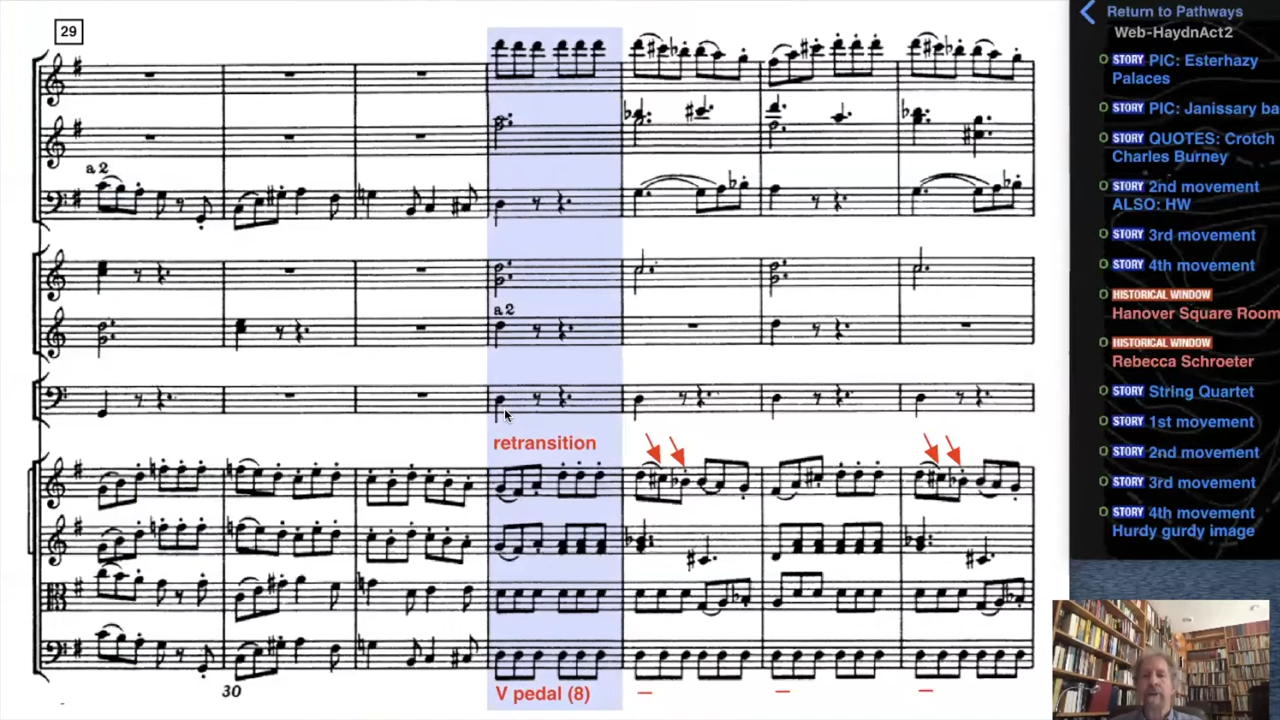 29
a 2
a 2
retransition
V pedal (8)
30
Return to Pathways
Web-HaydnAct2
STORY PIC: Esterhazy
Palaces
STORY PIC: Janissary ba
STORY QUOTES: Crotch
Charles Burney
STORY 2nd movement
ALSO: HW
STORY 3rd movement
STORY 4th movement
HISTORICAL WINDOW
Hanover Square Room
HISTORICAL WINDOW
Rebecca Schroeter
STORY String Quartet
STORY 1st movement
STORY 2nd movement
STORY 3rd movement
STORY 4th movement
Hurdy gurdy image